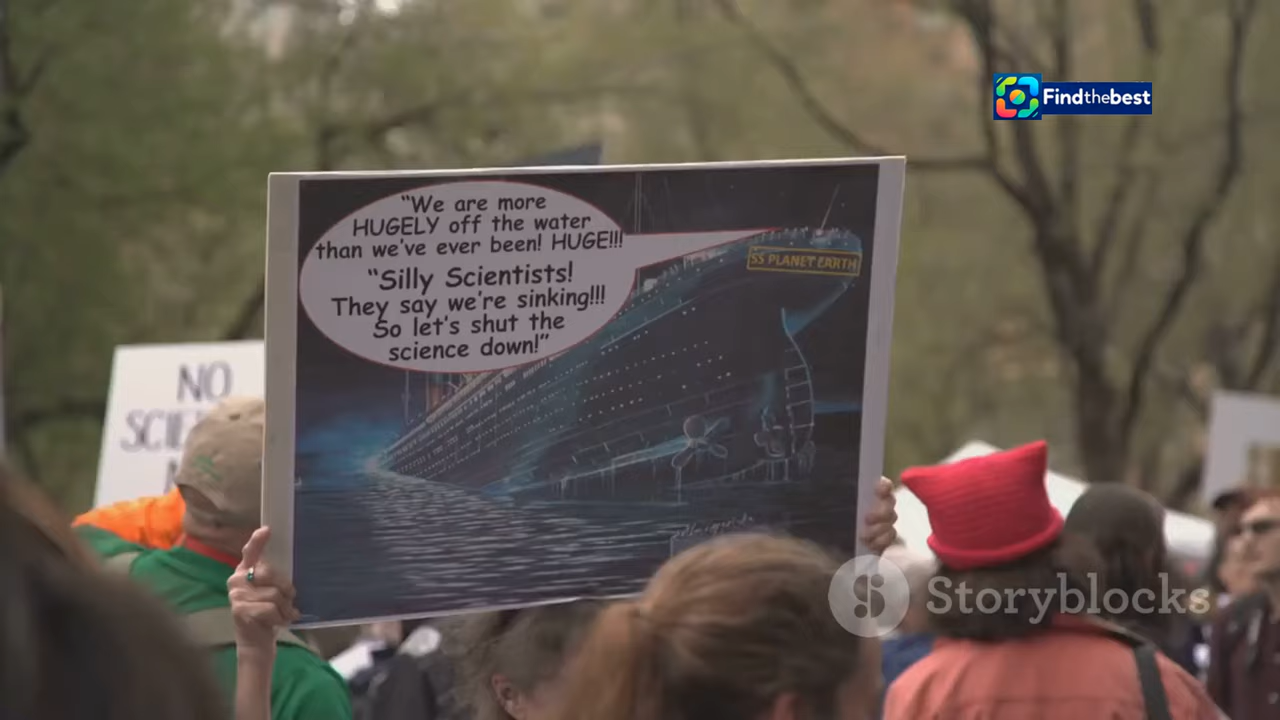 Findthebest
"We are more
HUGELY off the water
than we've ever been! HUGE!!!
"Silly Scientists!
They say we're sinking!!!
So let's shut the
science down!"
SS PLANET EARTH
NO
Storyblocks